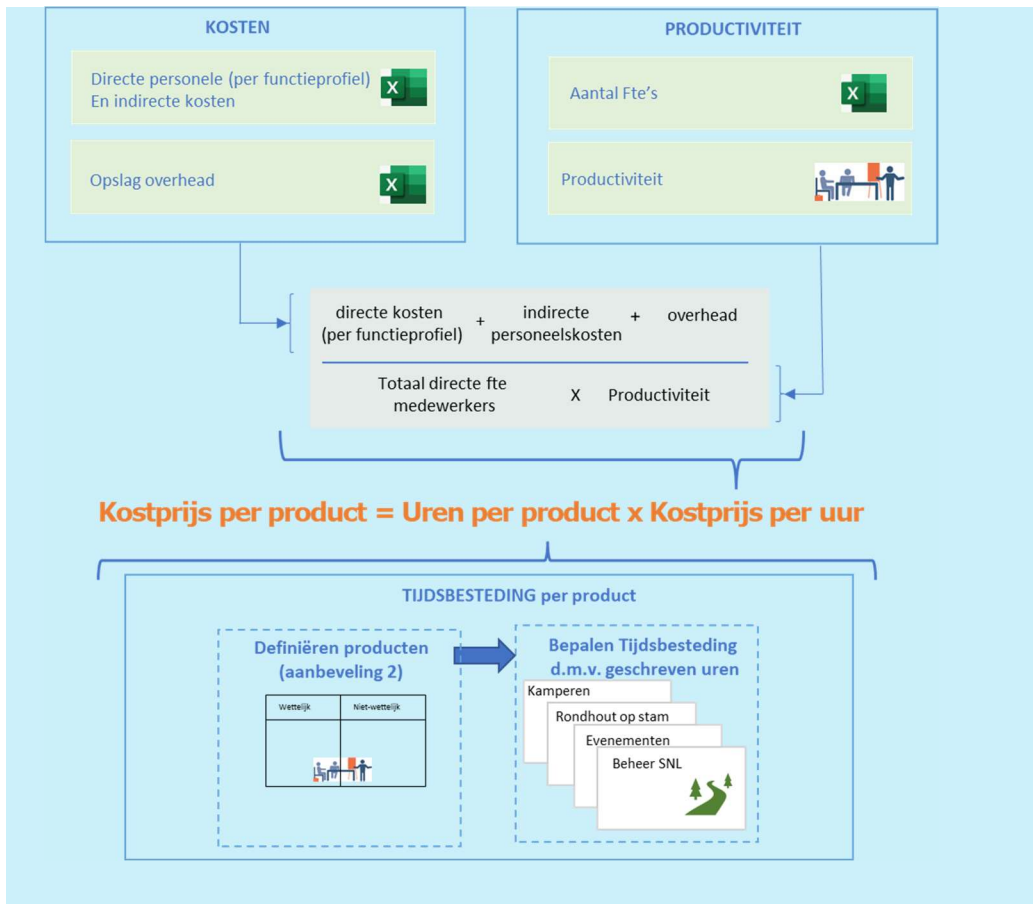 KOSTEN
Directe personele (per functieprofiel)
En indirecte kosten
X
Opslag overhead
X
PRODUCTIVITEIT
Aantal Fte's
X
Productiviteit
directe kosten
(per functieprofiel)
+
indirecte
personeelskosten
+
overhead
Totaal directe fte
medewerkers
X
Productiviteit
Kostprijs per product = Uren per product x Kostprijs per uur
TIJDSBESTEDING per product
Definiëren producten
(aanbeveling 2)
Wettelijk
Niet-wettelijk
Bepalen Tijdsbesteding
d.m.v. geschreven uren
Kamperen
Rondhout op stam
Evenementen
Beheer SNL